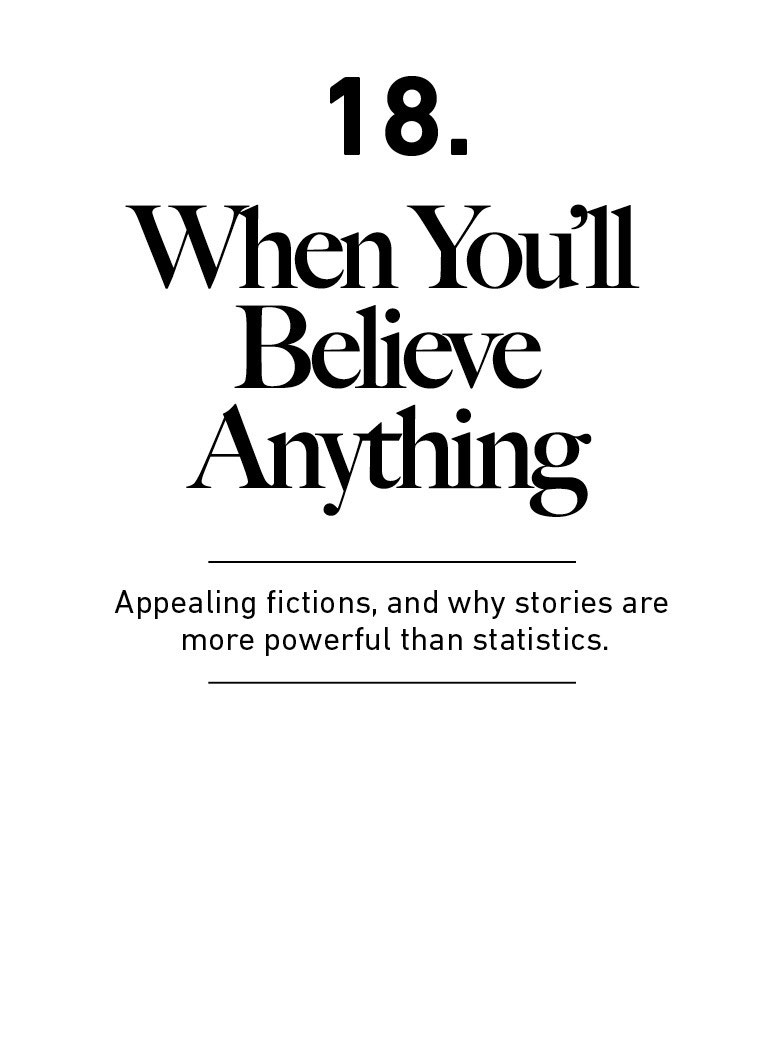 18.
When You’ll
Believe
Anything
Appealing fictions, and why stories are
more powerful than statistics.